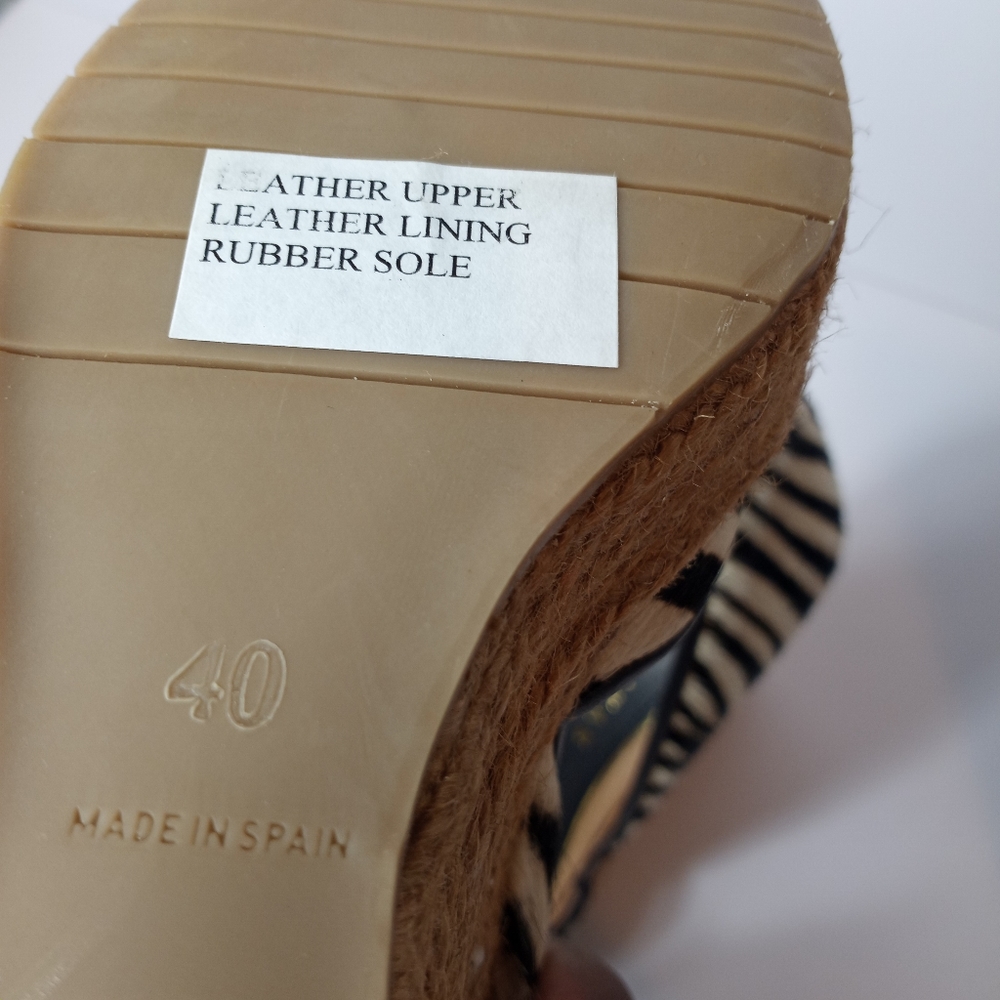 LEATHER UPPER
LEATHER LINING
RUBBER SOLE
40
MADE IN SPAIN